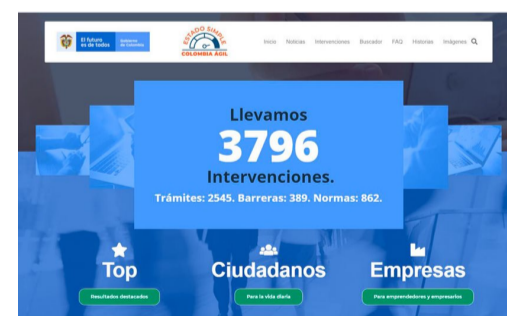 El futuro
es de todos
Gobierno
de Colombia
ESTADO SIMPLE
COLOMBIA ÁGIL
Inicio Noticias Intervenciones Buscador FAQ Historias Imágenes
Llevamos
3796
Intervenciones.
Trámites: 2545. Barreras: 389. Normas: 862.
Top Ciudadanos Empresas
Resultados destacados Para la vida diaria Para emprendedores y empresarios